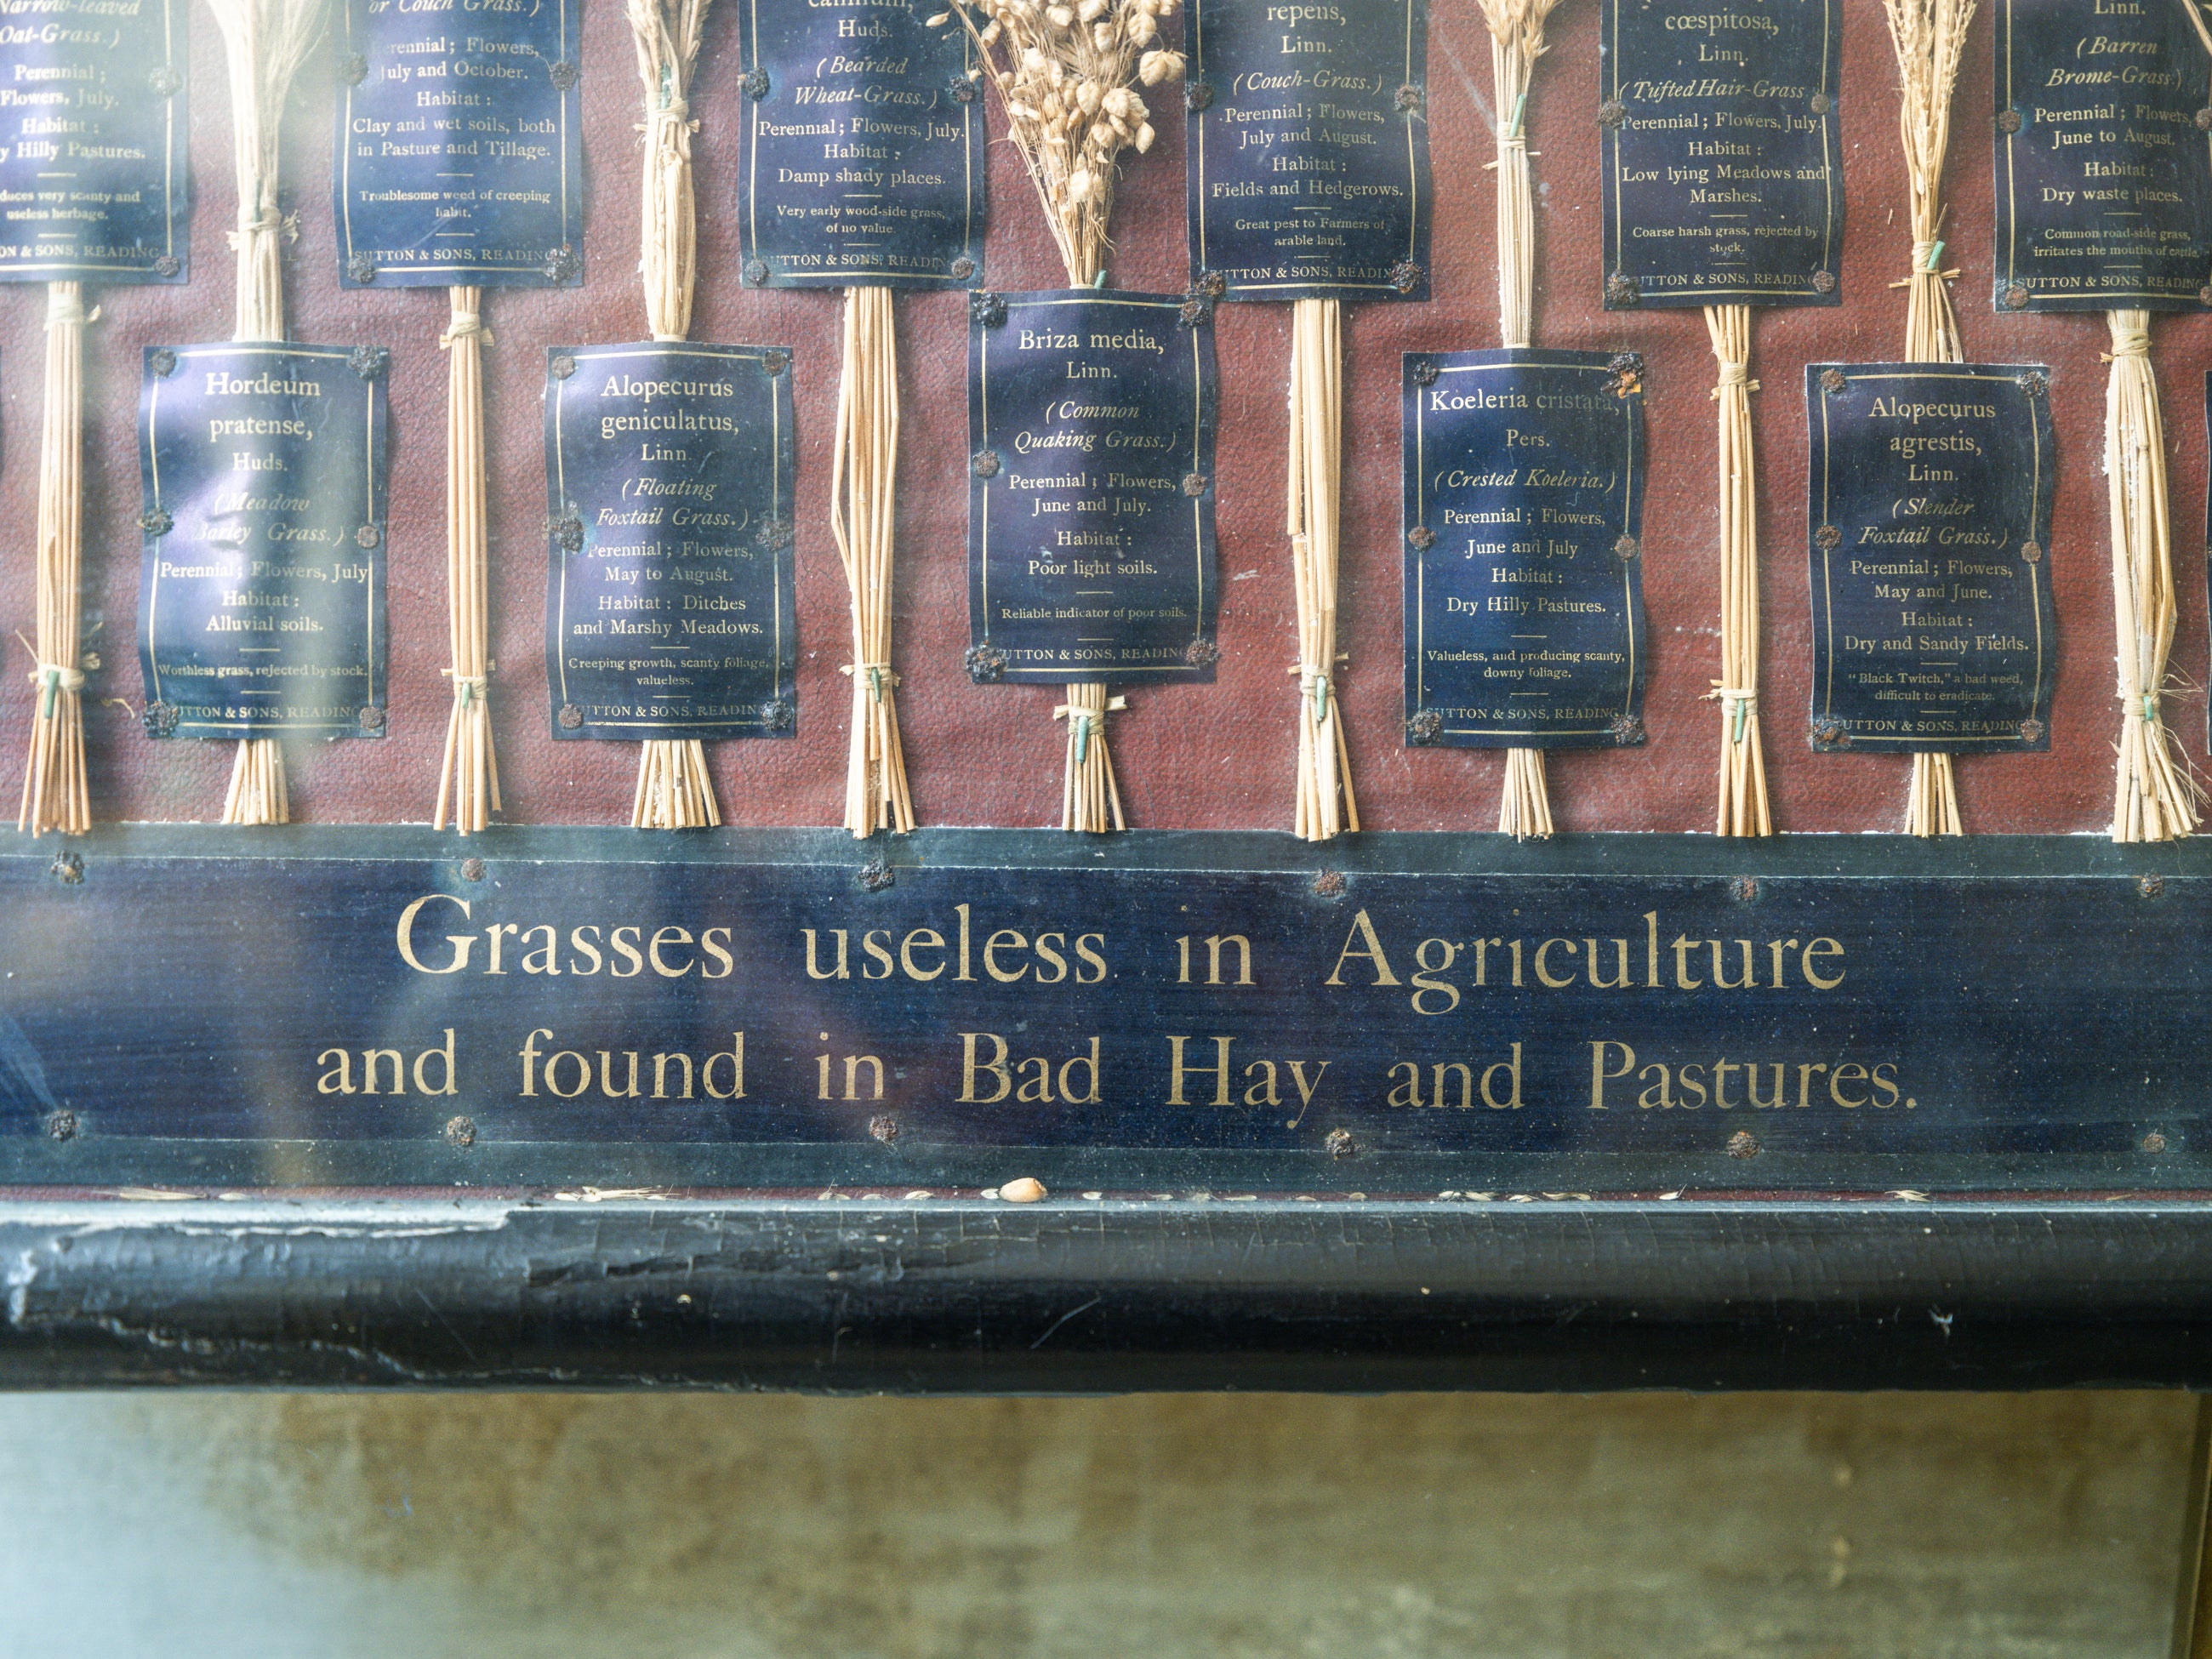 Narrow-leaved
Oat-Grass.)
Perennial;
Flowers, July.
Habitat:
Hilly Pastures.
very scanty and
useless herbage.
& SONS, READING
or Couch Grass.)
Perennial; Flowers,
July and October.
Habitat:
Clay and wet soils, both
in Pasture and Tillage.
Troublesome weed of creeping
habit.
SUTTON & SONS, READING
caninum,
Huds.
(Bearded
Wheat-Grass.)
Perennial; Flowers, July.
Habitat:
Damp shady places.
Very early wood-side grass,
of no value.
SUTTON & SONS, READING
repens,
Linn.
(Couch-Grass.)
Perennial; Flowers,
July and August.
Habitat:
Fields and Hedgerows.
Great pest to Farmers of
arable land.
SUTTON & SONS, READING
cœspitosa,
Linn.
(Tufted Hair-Grass
Perennial; Flowers, July.
Habitat:
Low lying Meadows and
Marshes.
Coarse harsh grass, rejected by
stock.
SUTTON & SONS, READING
Linn.
(Barren
Brome-Grass.)
Perennial; Flowers,
June to August.
Habitat:
Dry waste places.
Common road-side grass,
irritates the mouths of cattle.
SUTTON & SONS, READING
Hordeum
pratense,
Huds.
(Meadow
Barley Grass.)
Perennial; Flowers, July
Habitat:
Alluvial soils.
Worthless grass, rejected by stock.
SUTTON & SONS, READING
Alopecurus
geniculatus,
Linn.
(Floating
Foxtail Grass.)
Perennial; Flowers,
May to August.
Habitat: Ditches
and Marshy Meadows.
Creeping growth, scanty foliage,
valueless.
SUTTON & SONS, READING
Briza media,
Linn.
(Common
Quaking Grass.)
Perennial; Flowers,
June and July.
Habitat:
Poor light soils.
Reliable indicator of poor soils.
SUTTON & SONS, READING
Koeleria cristata,
Pers.
(Crested Koeleria.)
Perennial; Flowers,
June and July
Habitat:
Dry Hilly Pastures.
Valueless, and producing scanty,
downy foliage.
SUTTON & SONS, READING
Alopecurus
agrestis,
Linn.
(Slender
Foxtail Grass.)
Perennial; Flowers,
May and June.
Habitat:
Dry and Sandy Fields.
"Black Twitch," a bad weed,
difficult to eradicate.
SUTTON & SONS, READING
Grasses useless in Agriculture
and found in Bad Hay and Pastures.